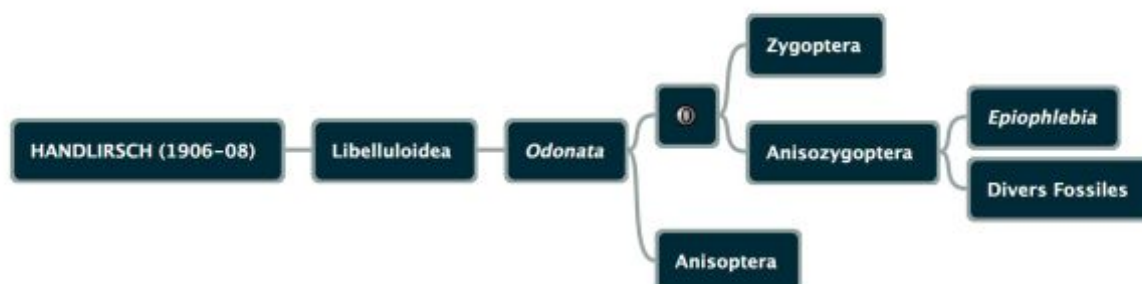 Zygoptera
Epiophlebia
HANDLIRSCH (1906-08)
Libelluloidea
Odonata
Anisozygoptera
Divers Fossiles
Anisoptera